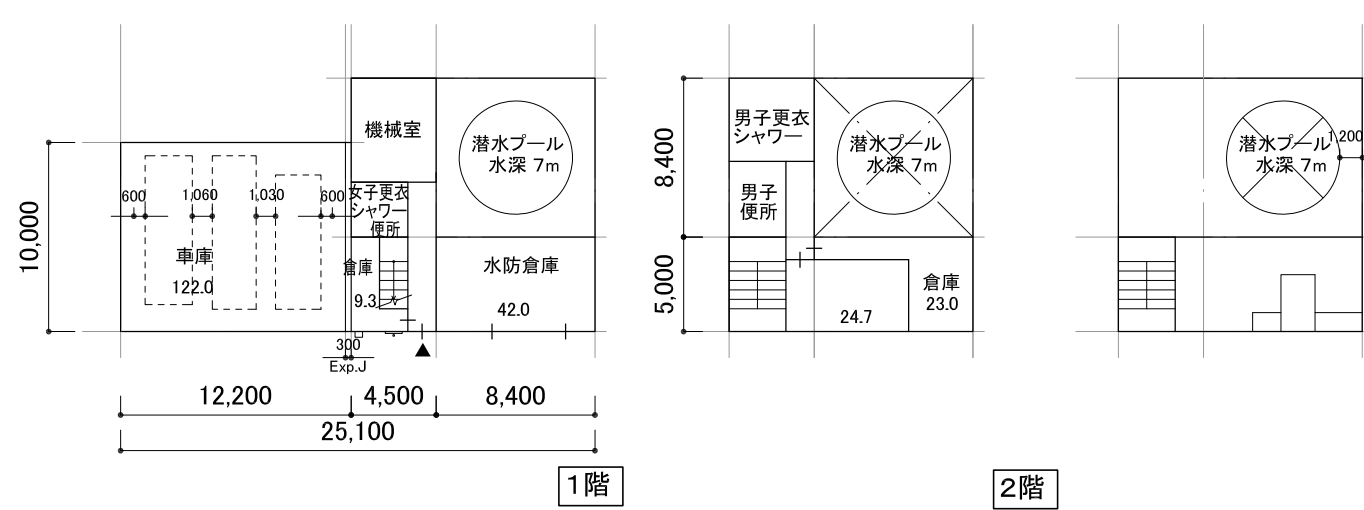 機械室
潜水プール
水深 7m
600
1,060
1,030
600
女子更衣
シャワー
便所
10,000
車庫
122.0
倉庫
9.3
水防倉庫
42.0
300
Exp.J
12,200
4,500
8,400
25,100
1階
8,400
5,000
男子更衣
シャワー
男子
便所
潜水プール
水深 7m
倉庫
23.0
24.7
2階
潜水プール
水深 7m
1,200